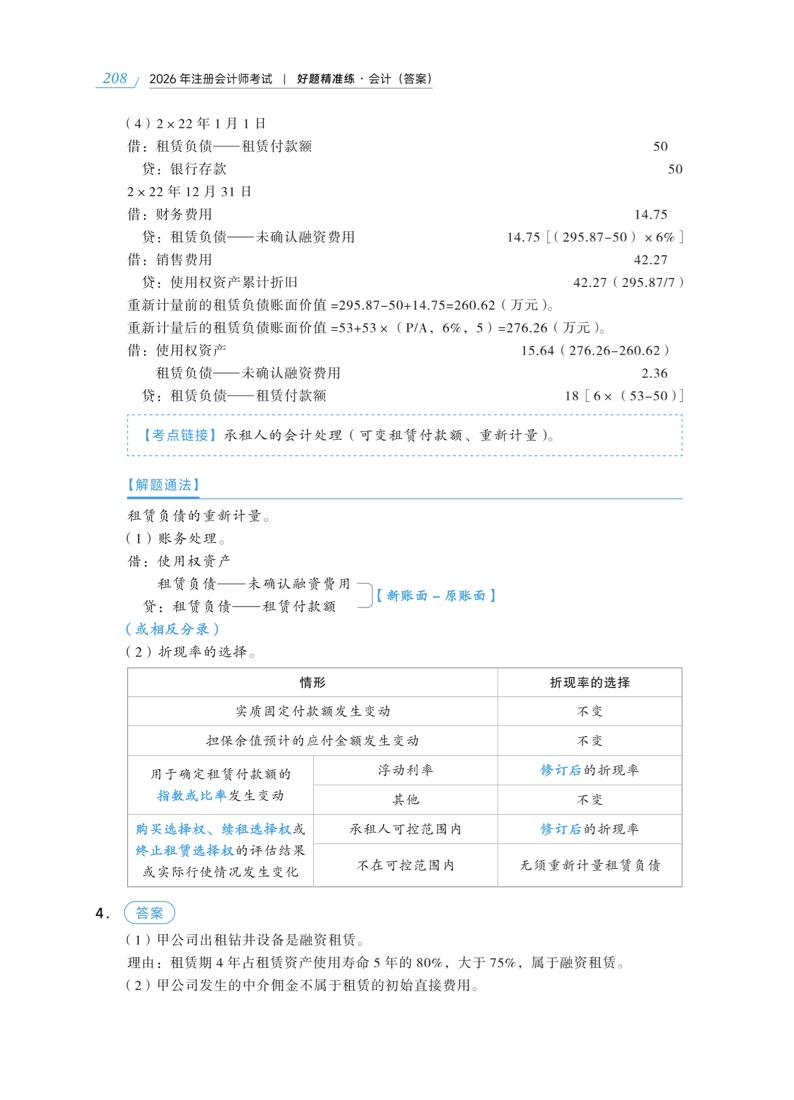 208 2026 年注册会计师考试 | 好题精准练·会计（答案）
（4）2×22 年 1 月 1 日
借：租赁负债——租赁付款额 50
贷：银行存款 50
2×22 年 12 月 31 日
借：财务费用 14.75
贷：租赁负债——未确认融资费用 14.75［（295.87-50）×6%］
借：销售费用 42.27
贷：使用权资产累计折旧 42.27（295.87/7）
重新计量前的租赁负债账面价值 =295.87-50+14.75=260.62（万元）。
重新计量后的租赁负债账面价值 =53+53×（P/A，6%，5）=276.26（万元）。
借：使用权资产 15.64（276.26-260.62）
租赁负债——未确认融资费用 2.36
贷：租赁负债——租赁付款额 18［6×（53-50）］
【考点链接】承租人的会计处理（可变租赁付款额、重新计量）。
【解题通法】
租赁负债的重新计量。
（1）账务处理。
借：使用权资产
租赁负债——未确认融资费用
【新账面 – 原账面】
贷：租赁负债——租赁付款额
（或相反分录）
（2）折现率的选择。
情形 折现率的选择
实质固定付款额发生变动 不变
担保余值预计的应付金额发生变动 不变
用于确定租赁付款额的
指数或比率发生变动
浮动利率 修订后的折现率
其他 不变
购买选择权、续租选择权或
终止租赁选择权的评估结果
或实际行使情况发生变化
承租人可控范围内 修订后的折现率
不在可控范围内 无须重新计量租赁负债
4. 答案
（1）甲公司出租钻井设备是融资租赁。
理由：租赁期 4 年占租赁资产使用寿命 5 年的 80%，大于 75%，属于融资租赁。
（2）甲公司发生的中介佣金不属于租赁的初始直接费用。